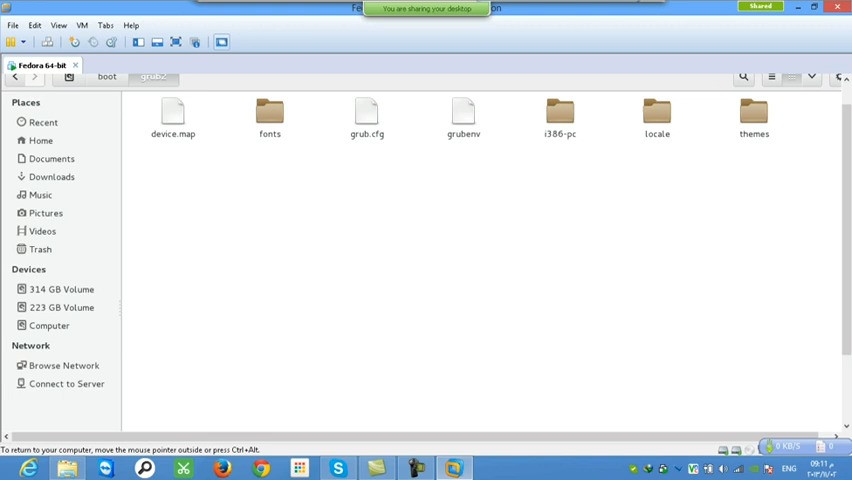 You are sharing your desktop
Shared
File Edit View VM Tabs Help
Fedora 64-bit
boot grub2
Places
Recent
Home
Documents
Downloads
Music
Pictures
Videos
Trash
Devices
314 GB Volume
223 GB Volume
Computer
Network
Browse Network
Connect to Server
device.map fonts grub.cfg grubenv i386-pc locale themes
To return to your computer, move the mouse pointer outside or press Ctrl+Alt.
0 KB/S 0
ENG
09:11 م